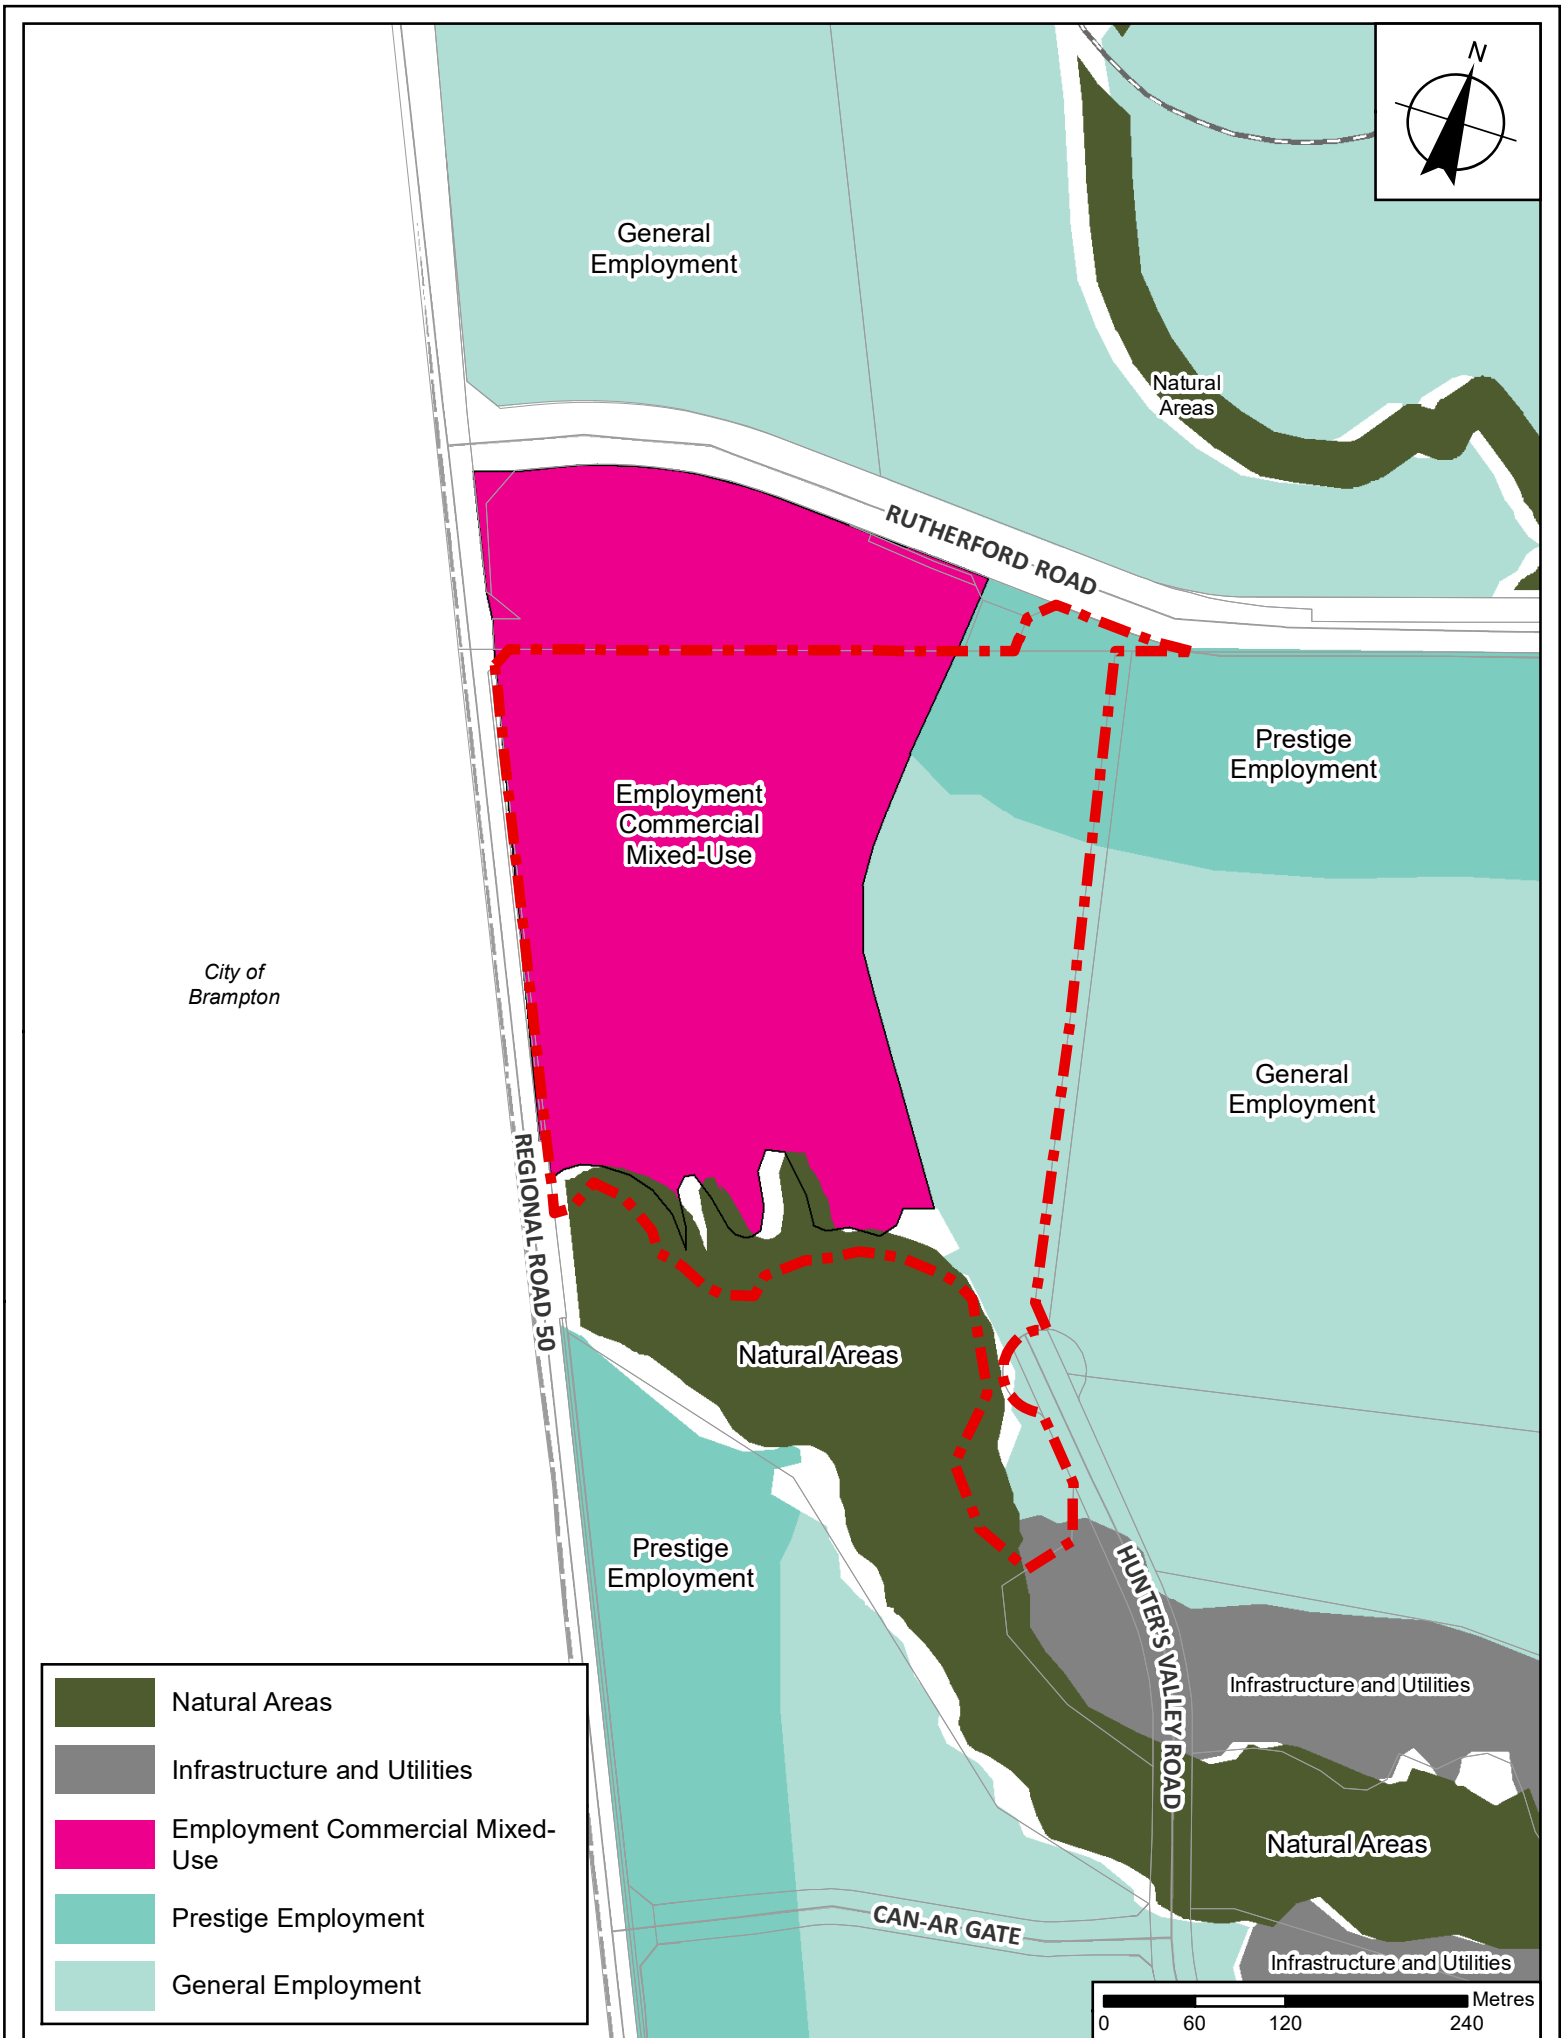 N
General
Employment
Natural
Areas
RUTHERFORD ROAD
Prestige
Employment
Employment
Commercial
Mixed-Use
City of
Brampton
General
Employment
REGIONAL ROAD 50
Natural Areas
Prestige
Employment
HUNTER'S VALLEY ROAD
Infrastructure and Utilities
Natural Areas
CAN-AR GATE
Infrastructure and Utilities
Natural Areas
Infrastructure and Utilities
Employment Commercial Mixed-
Use
Prestige Employment
General Employment
Metres
0 60 120 240